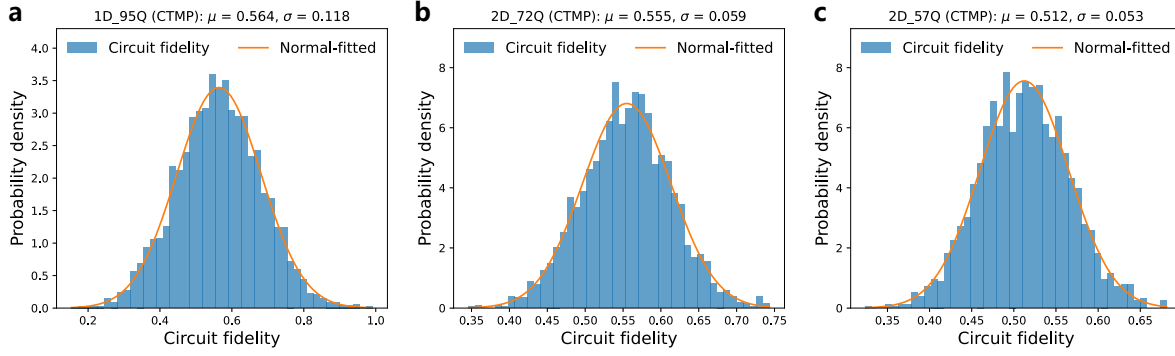 a
1D_95Q (CTMP): μ = 0.564, σ = 0.118
Circuit fidelity
Normal-fitted
Probability density
4.0
3.5
3.0
2.5
2.0
1.5
1.0
0.5
0.0
0.2 0.4 0.6 0.8 1.0
Circuit fidelity
b
2D_72Q (CTMP): μ = 0.555, σ = 0.059
Circuit fidelity
Normal-fitted
Probability density
8
6
4
2
0
0.35 0.40 0.45 0.50 0.55 0.60 0.65 0.70 0.75
Circuit fidelity
c
2D_57Q (CTMP): μ = 0.512, σ = 0.053
Circuit fidelity
Normal-fitted
Probability density
8
6
4
2
0
0.35 0.40 0.45 0.50 0.55 0.60 0.65
Circuit fidelity